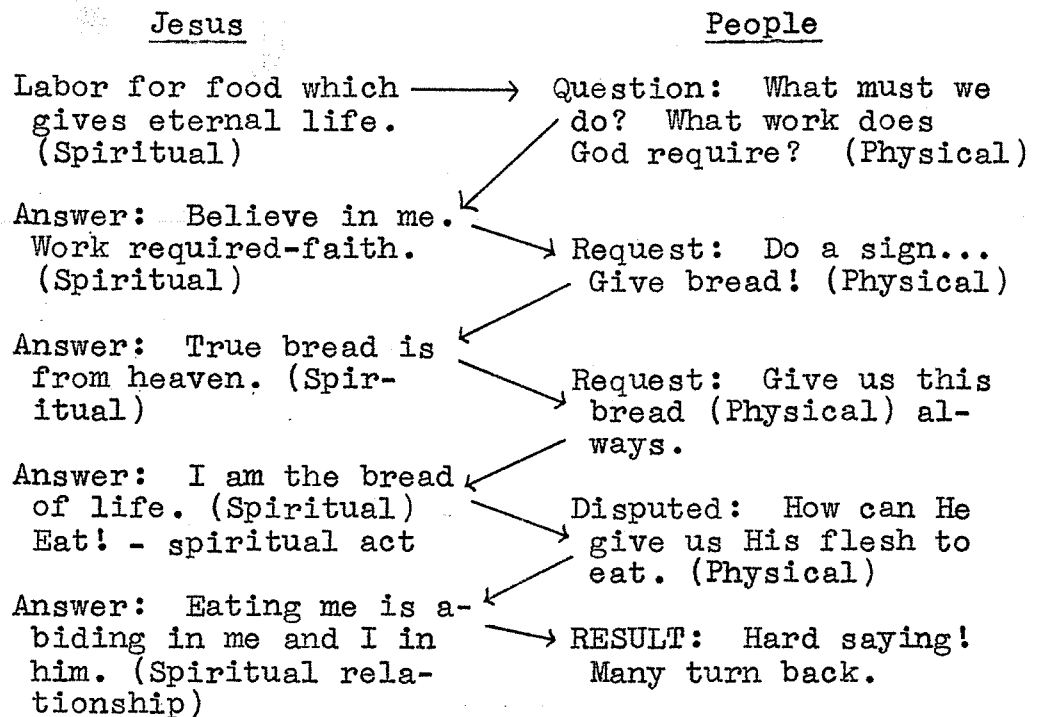 Jesus
People
Labor for food which
gives eternal life.
(Spiritual)
Question: What must we
do? What work does
God require? (Physical)
Answer: Believe in me.
Work required-faith.
(Spiritual)
Request: Do a sign...
Give bread! (Physical)
Answer: True bread is
from heaven. (Spir-
itual)
Request: Give us this
bread (Physical) al-
ways.
Answer: I am the bread
of life. (Spiritual)
Eat! - spiritual act
Disputed: How can He
give us His flesh to
eat. (Physical)
Answer: Eating me is a-
biding in me and I in
him. (Spiritual rela-
tionship)
RESULT: Hard saying!
Many turn back.